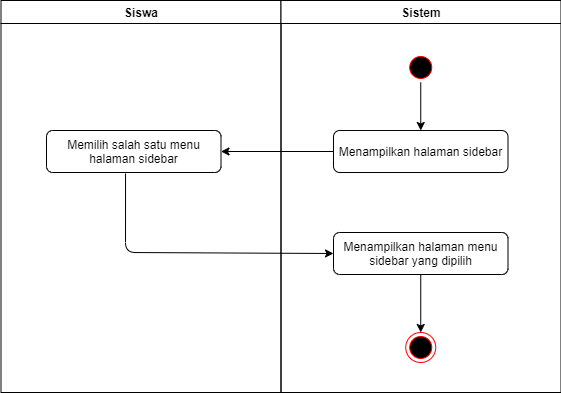 Siswa
Sistem
Menampilkan halaman sidebar
Memilih salah satu menu
halaman sidebar
Menampilkan halaman menu
sidebar yang dipilih